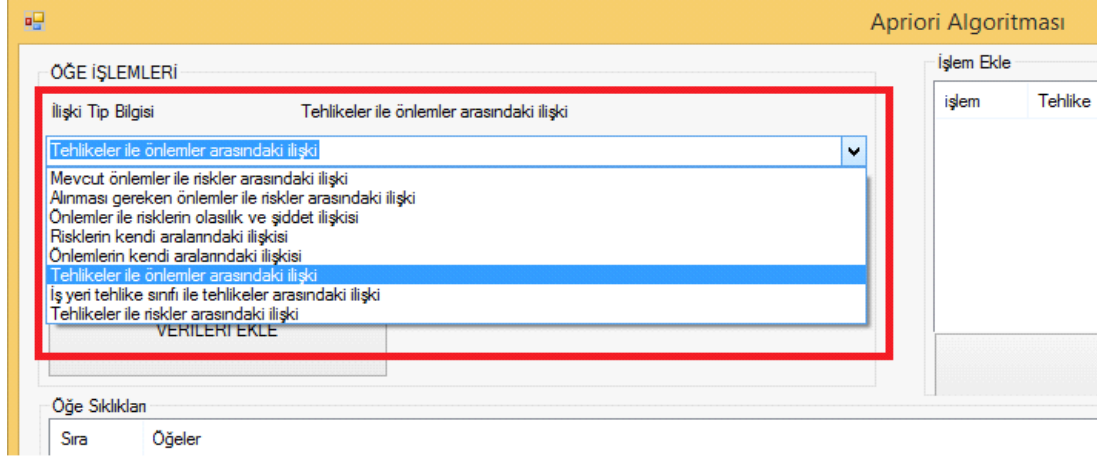 Apriori Algoritması
ÖĞE İŞLEMLERİ
İlişki Tip Bilgisi Tehlikeler ile önlemler arasındaki ilişki
Tehlikeler ile önlemler arasındaki ilişki
Mevcut önlemler ile riskler arasındaki ilişki
Alınması gereken önlemler ile riskler arasındaki ilişki
Önlemler ile risklerin olasılık ve şiddet ilişkisi
Risklerin kendi aralarındaki ilişkisi
Önlemlerin kendi aralarındaki ilişkisi
Tehlikeler ile önlemler arasındaki ilişki
İş yeri tehlike sınıfı ile tehlikeler arasındaki ilişki
Tehlikeler ile riskler arasındaki ilişki
VERİLERİ EKLE
İşlem Ekle
işlem Tehlike
Öğe Sıklıkları
Sıra Öğeler